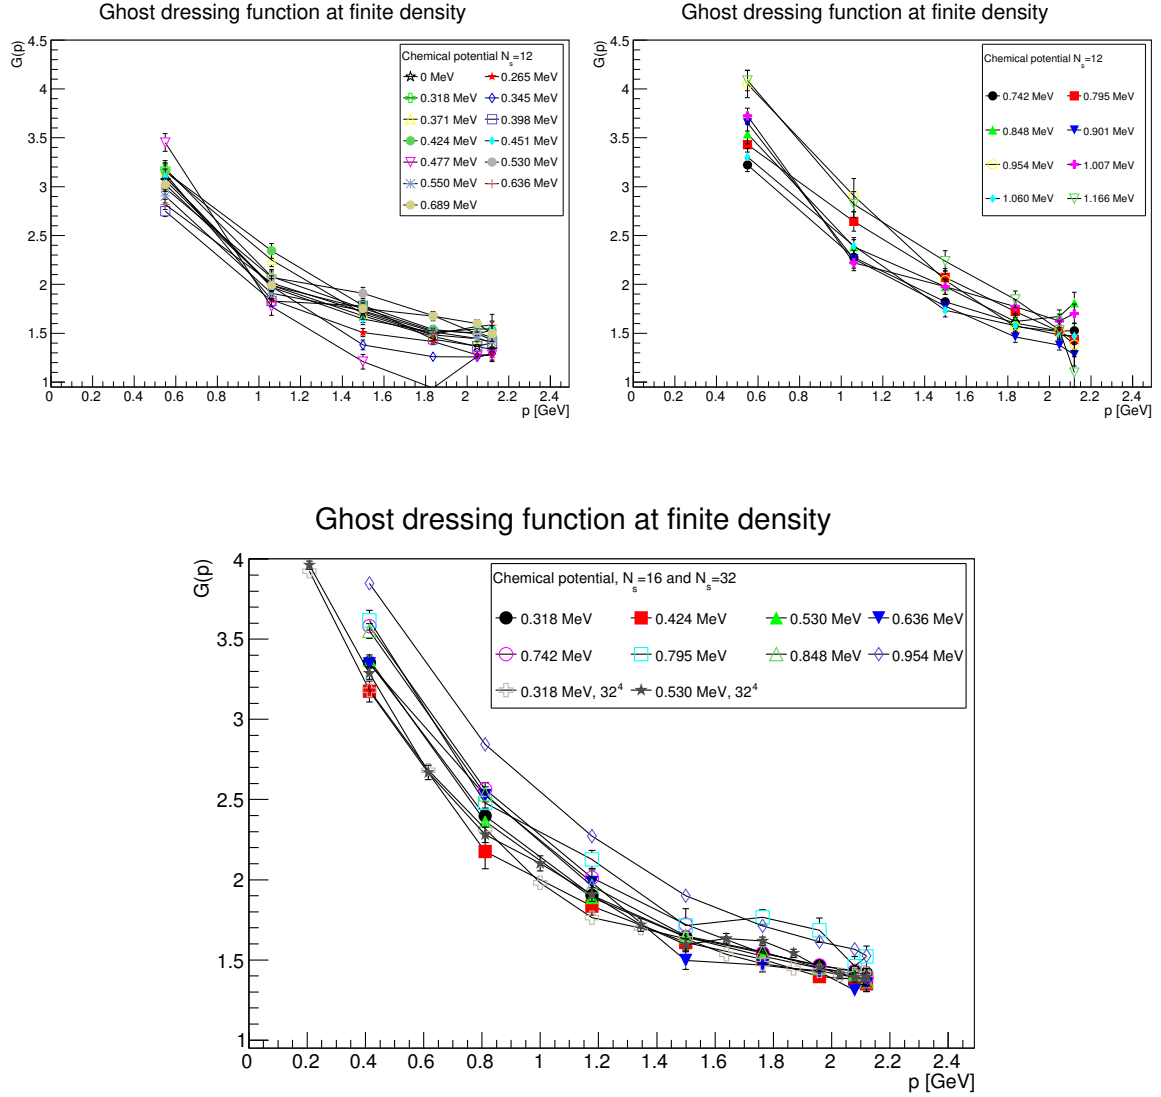 Ghost dressing function at finite density
G(p)
4.5
4
3.5
3
2.5
2
1.5
1
Chemical potential N_s=12
0 MeV 0.265 MeV
0.318 MeV 0.345 MeV
0.371 MeV 0.398 MeV
0.424 MeV 0.451 MeV
0.477 MeV 0.530 MeV
0.550 MeV 0.636 MeV
0.689 MeV
0 0.2 0.4 0.6 0.8 1 1.2 1.4 1.6 1.8 2 2.2 2.4
p [GeV]
Ghost dressing function at finite density
G(p)
4.5
4
3.5
3
2.5
2
1.5
1
Chemical potential N_s=12
0.742 MeV 0.795 MeV
0.848 MeV 0.901 MeV
0.954 MeV 1.007 MeV
1.060 MeV 1.166 MeV
0 0.2 0.4 0.6 0.8 1 1.2 1.4 1.6 1.8 2 2.2 2.4
p [GeV]
Ghost dressing function at finite density
G(p)
4
3.5
3
2.5
2
1.5
1
Chemical potential, N_s=16 and N_s=32
0.318 MeV 0.424 MeV 0.530 MeV 0.636 MeV
0.742 MeV 0.795 MeV 0.848 MeV 0.954 MeV
0.318 MeV, 32⁴ 0.530 MeV, 32⁴
0 0.2 0.4 0.6 0.8 1 1.2 1.4 1.6 1.8 2 2.2 2.4
p [GeV]